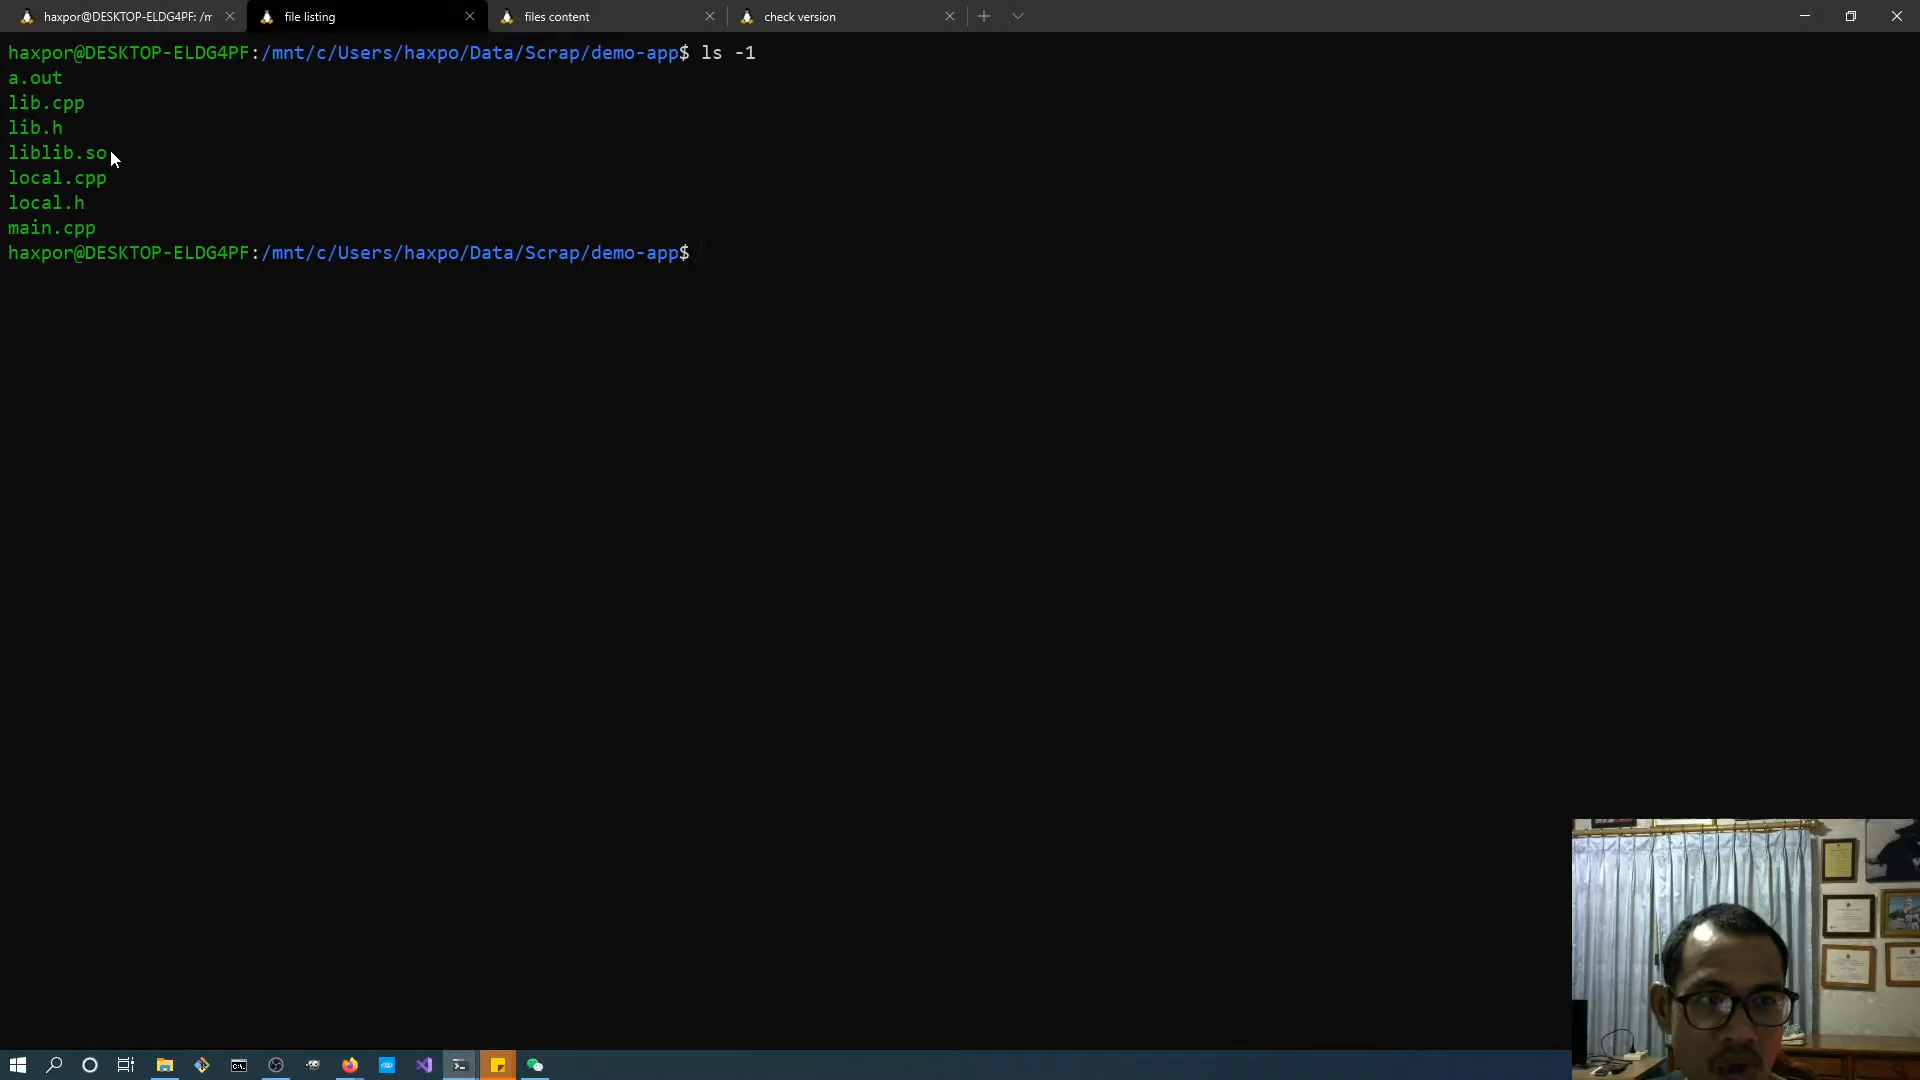 haxpor@DESKTOP-ELDG4PF: /m
file listing
files content
check version
haxpor@DESKTOP-ELDG4PF:/mnt/c/Users/haxpo/Data/Scrap/demo-app$ ls -1
a.out
lib.cpp
lib.h
liblib.so
local.cpp
local.h
main.cpp
haxpor@DESKTOP-ELDG4PF:/mnt/c/Users/haxpo/Data/Scrap/demo-app$